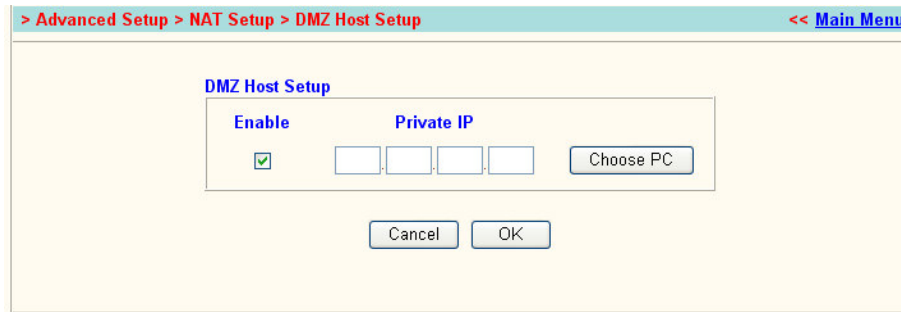 > Advanced Setup > NAT Setup > DMZ Host Setup << Main Menu
DMZ Host Setup
Enable Private IP
. . . Choose PC
Cancel OK